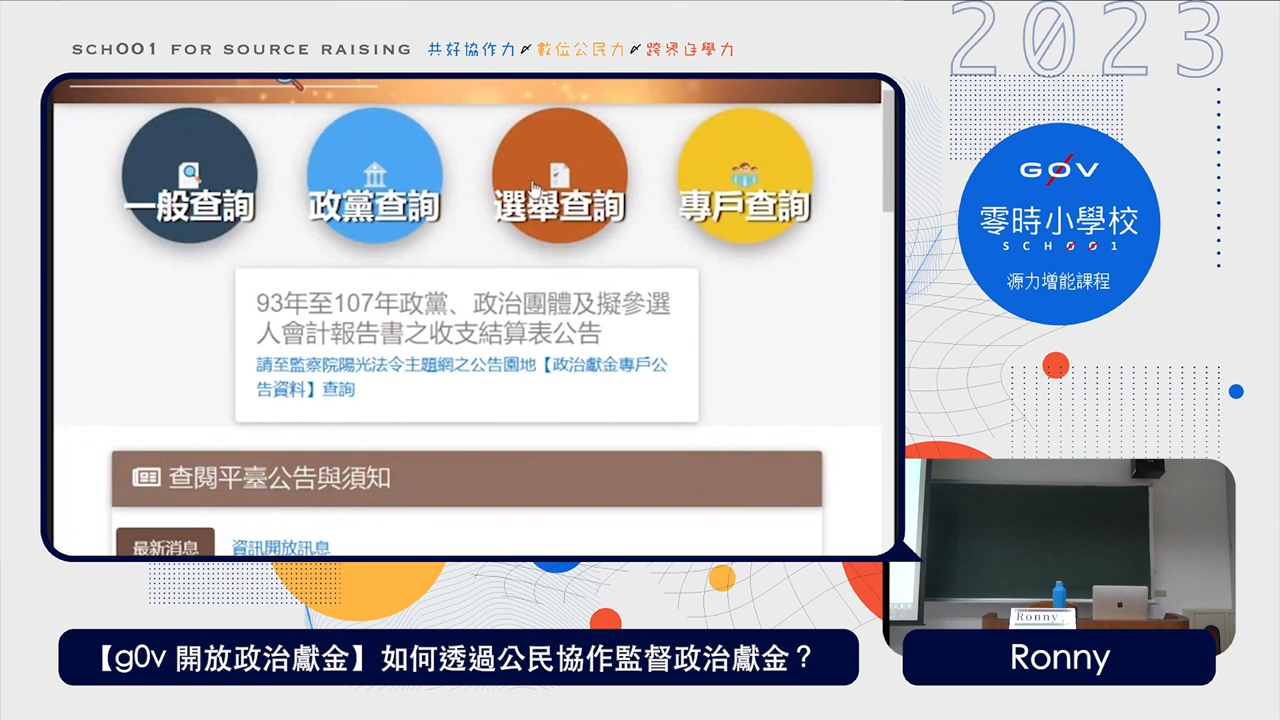 SCH001 FOR SOURCE RAISING 共好協作力〆數位公民力〆跨界自學力
2023
一般查詢 政黨查詢 選舉查詢 專戶查詢
93年至107年政黨、政治團體及擬參選
人會計報告書之收支結算表公告
請至監察院陽光法令主題網之公告園地【政治獻金專戶公
告資料】查詢
查閱平臺公告與須知
最新消息 資訊開放訊息
g0v
零時小學校
SCH001
源力增能課程
Ronny
【g0v 開放政治獻金】如何透過公民協作監督政治獻金？
Ronny